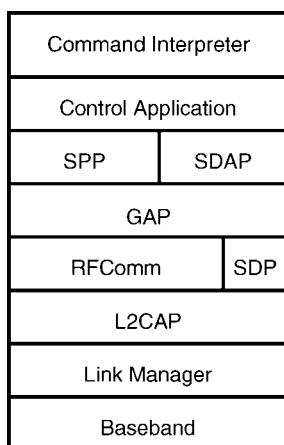 Command Interpreter
Control Application
SPP SDAP
GAP
RFComm SDP
L2CAP
Link Manager
Baseband